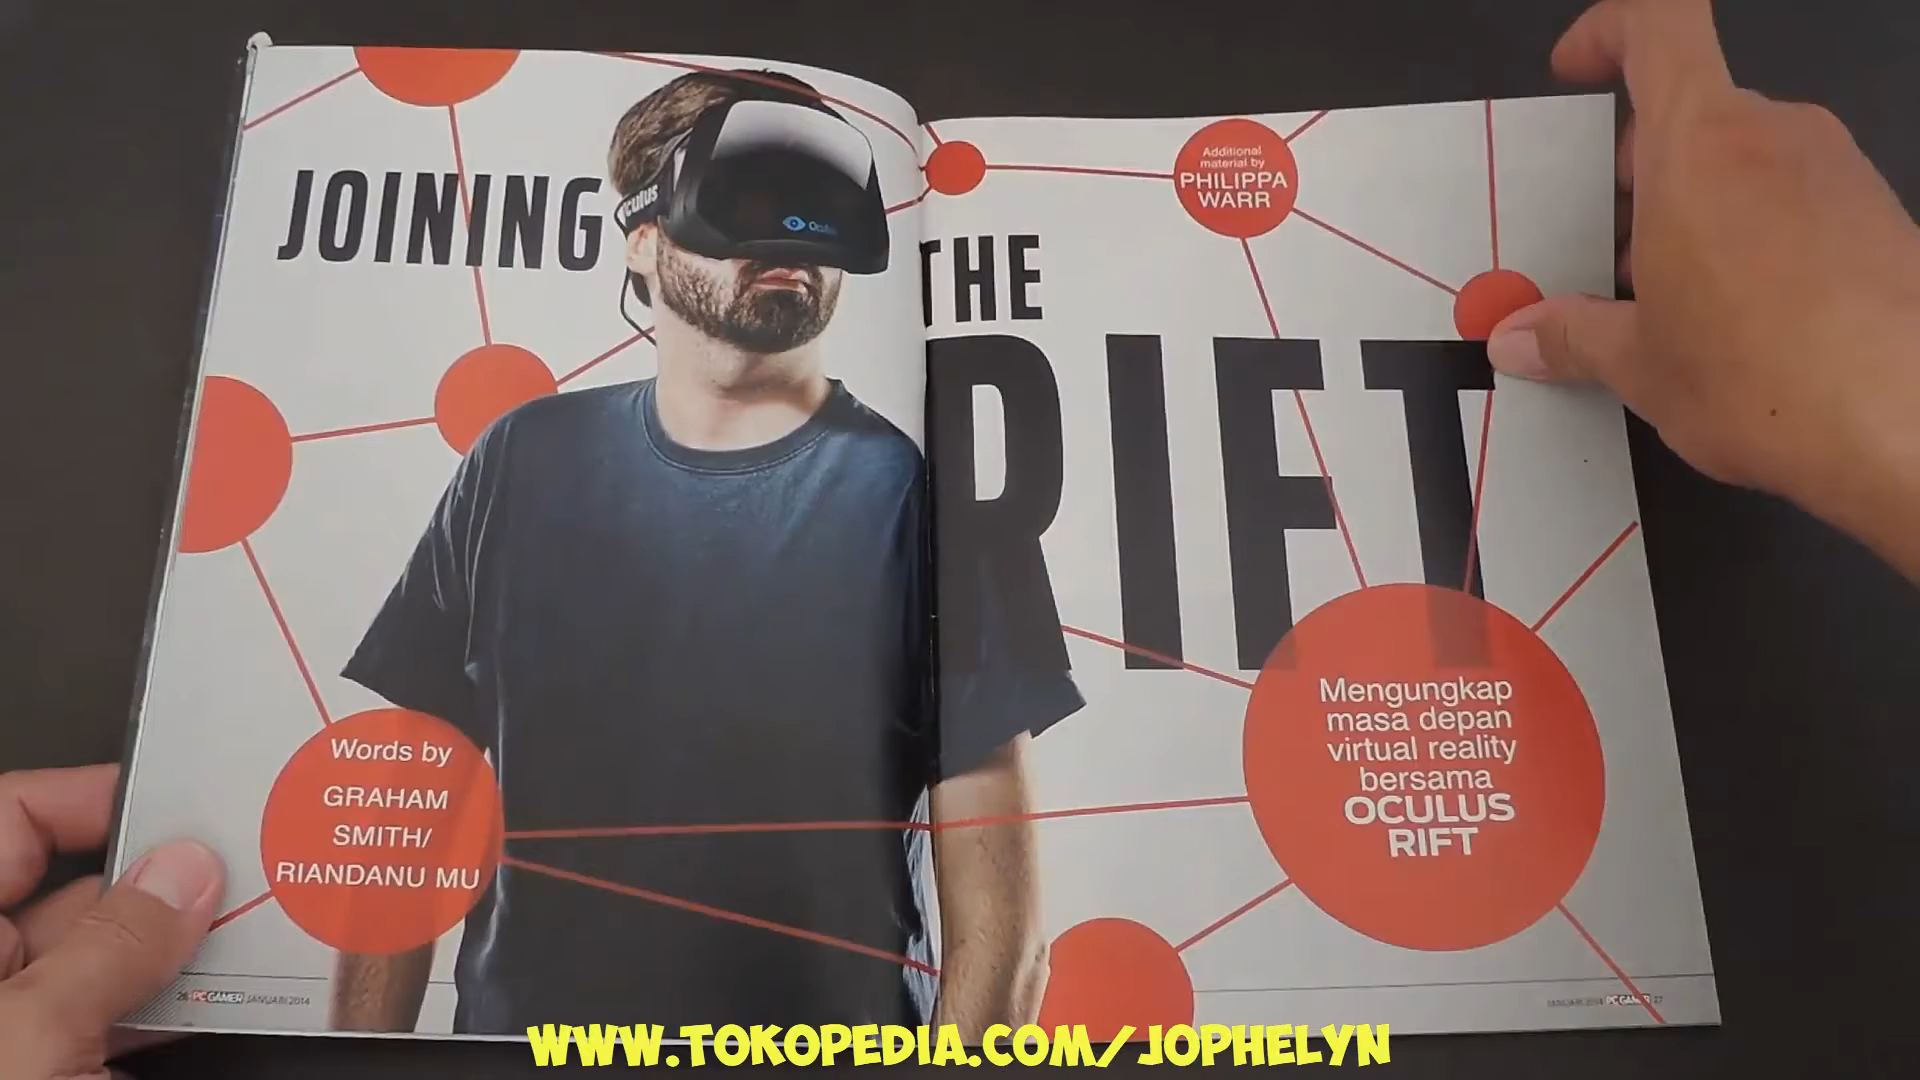 JOINING
THE
RIFT
Oculus
Additional
material by
PHILIPPA
WARR
Words by
GRAHAM
SMITH/
RIANDANU MU
Mengungkap
masa depan
virtual reality
bersama
OCULUS
RIFT
26 PC GAMER JANUARI 2014
JANUARI 2014 PC GAMER 27
WWW.TOKOPEDIA.COM/JOPHELYN